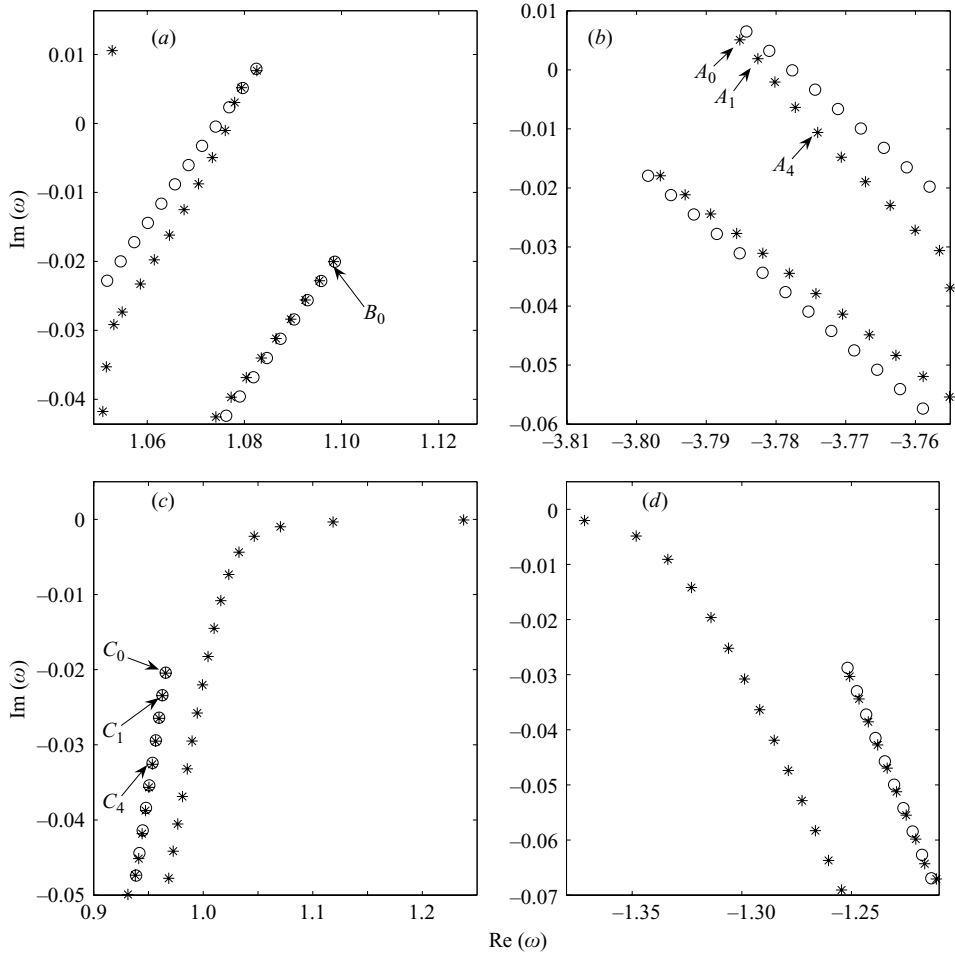 (a)
0.01
0
−0.01
−0.02
−0.03
−0.04
B0
1.06 1.08 1.10 1.12
(b)
0.01
0
−0.01
−0.02
−0.03
−0.04
−0.05
−0.06
A0
A1
A4
−3.81 −3.80 −3.79 −3.78 −3.77 −3.76
Im (ω)
(c)
0
−0.01
−0.02
−0.03
−0.04
−0.05
C0
C1
C4
0.9 1.0 1.1 1.2
Im (ω)
(d)
0
−0.01
−0.02
−0.03
−0.04
−0.05
−0.06
−0.07
−1.35 −1.30 −1.25
Re (ω)